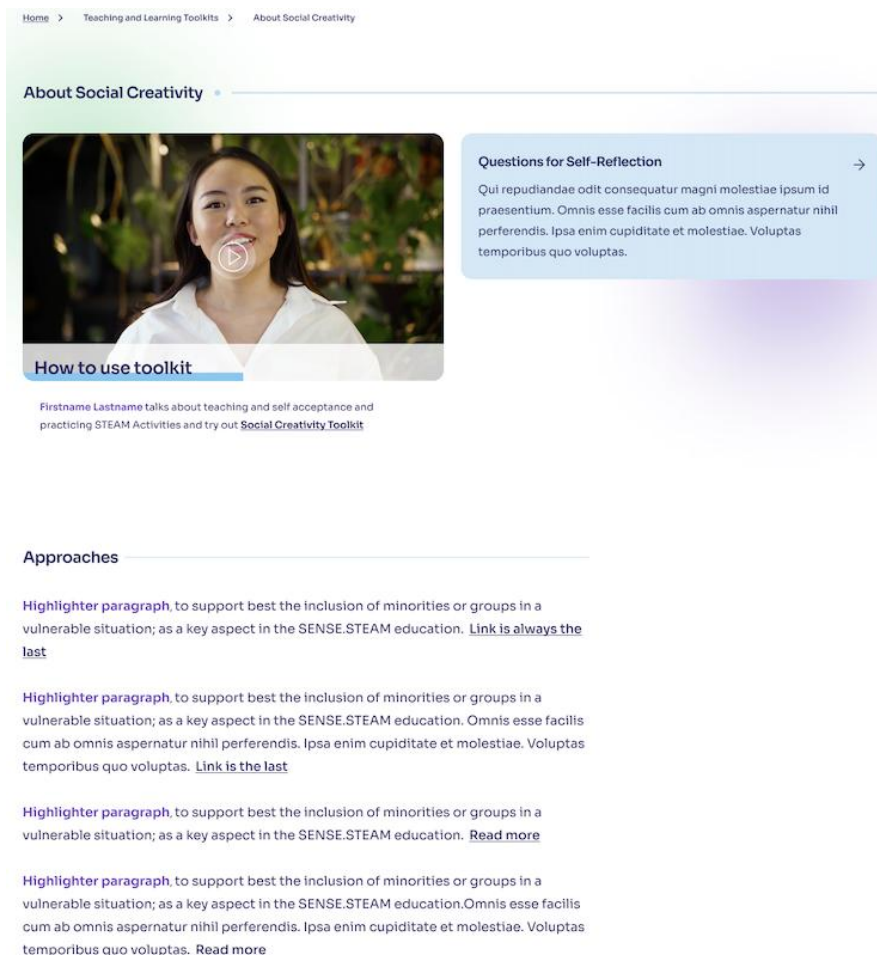 Home > Teaching and Learning Toolkits > About Social Creativity
About Social Creativity
How to use toolkit
Firstname Lastname talks about teaching and self acceptance and
practicing STEAM Activities and try out Social Creativity Toolkit
Questions for Self-Reflection →
Qui repudiandae odit consequatur magni molestiae ipsum id
praesentium. Omnis esse facilis cum ab omnis aspernatur nihil
perferendis. Ipsa enim cupiditate et molestiae. Voluptas
temporibus quo voluptas.
Approaches
Highlighter paragraph, to support best the inclusion of minorities or groups in a
vulnerable situation; as a key aspect in the SENSE.STEAM education. Link is always the
last
Highlighter paragraph, to support best the inclusion of minorities or groups in a
vulnerable situation; as a key aspect in the SENSE.STEAM education. Omnis esse facilis
cum ab omnis aspernatur nihil perferendis. Ipsa enim cupiditate et molestiae. Voluptas
temporibus quo voluptas. Link is the last
Highlighter paragraph, to support best the inclusion of minorities or groups in a
vulnerable situation; as a key aspect in the SENSE.STEAM education. Read more
Highlighter paragraph, to support best the inclusion of minorities or groups in a
vulnerable situation; as a key aspect in the SENSE.STEAM education.Omnis esse facilis
cum ab omnis aspernatur nihil perferendis. Ipsa enim cupiditate et molestiae. Voluptas
temporibus quo voluptas. Read more